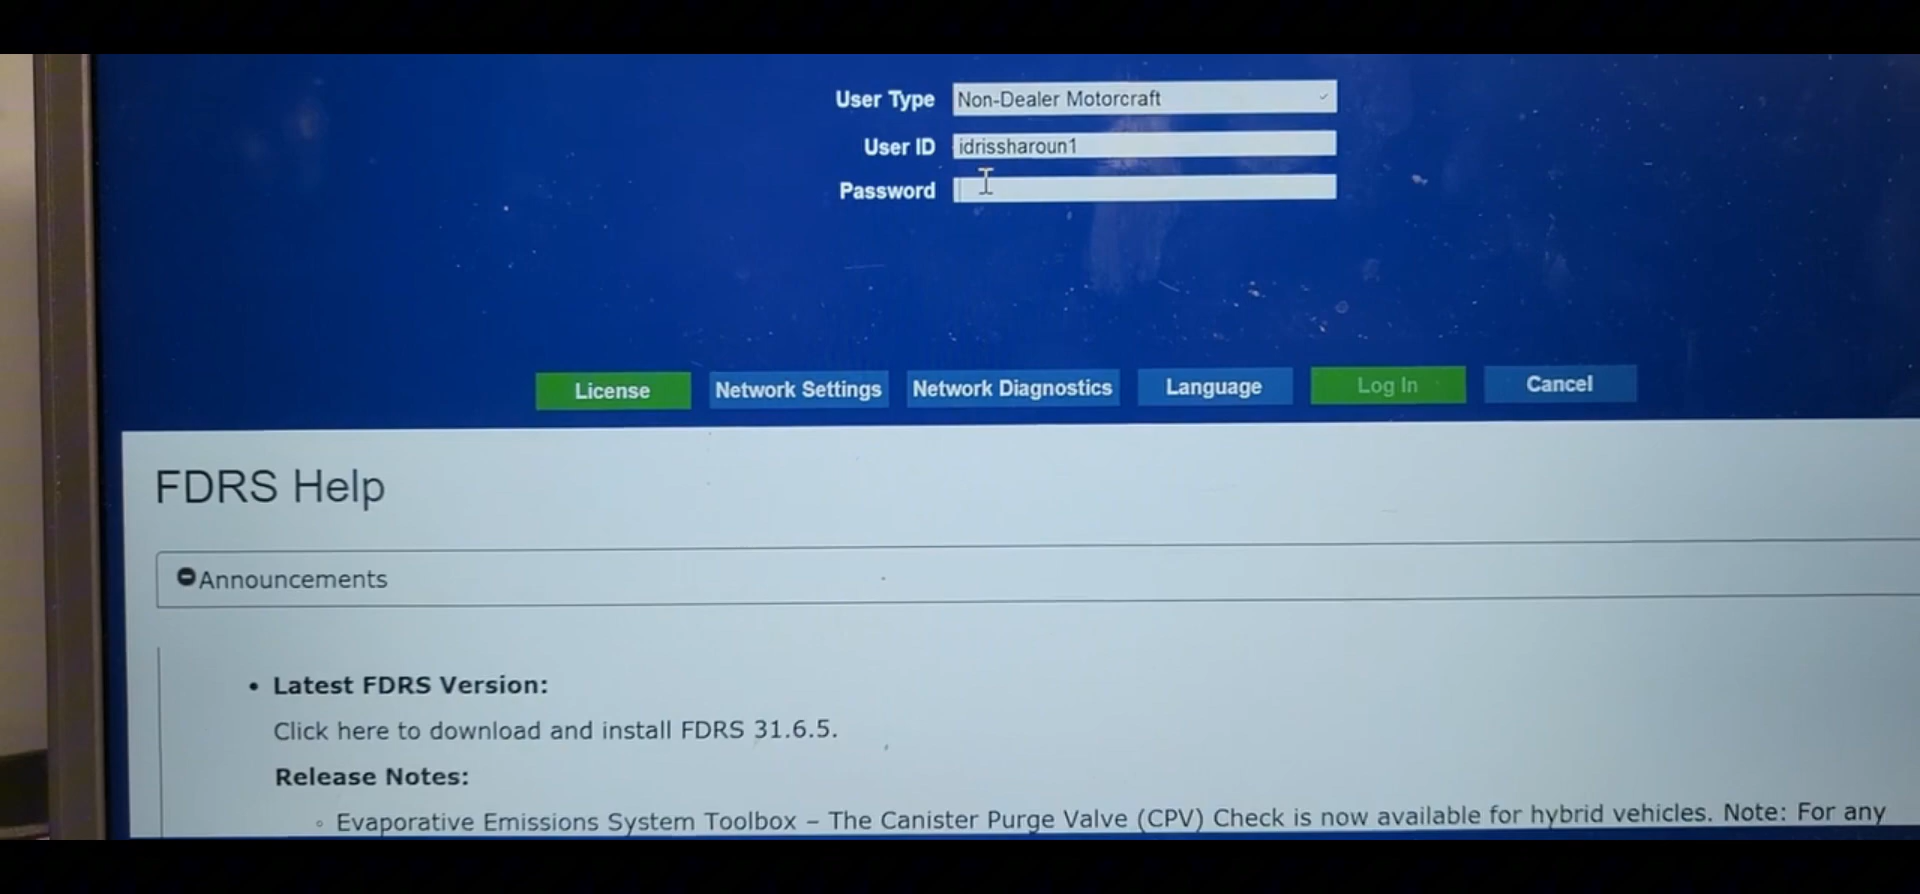 User Type Non-Dealer Motorcraft
User ID idrissharoun1
Password
License Network Settings Network Diagnostics Language Log In Cancel
FDRS Help
Announcements
• Latest FDRS Version:
Click here to download and install FDRS 31.6.5.
Release Notes:
◦ Evaporative Emissions System Toolbox – The Canister Purge Valve (CPV) Check is now available for hybrid vehicles. Note: For any